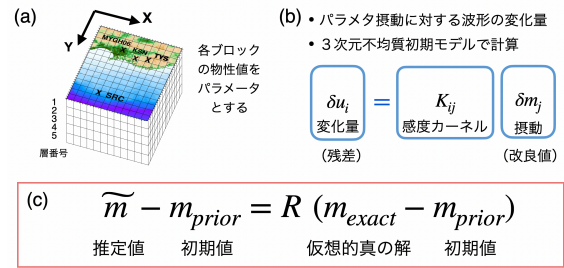 (a)
X
Y
MYGH06
KSN
TYS
X X X
X SRC
1
2
3
4
5
層番号
各ブロック
の物性値を
パラメータ
とする
(b) • パラメタ摂動に対する波形の変化量
• 3次元不均質初期モデルで計算
δu_i = K_ij δm_j
変化量 感度カーネル 摂動
(残差) (改良値)
(c) m̃ − m_prior = R (m_exact − m_prior)
推定値 初期値 仮想的真の解 初期値